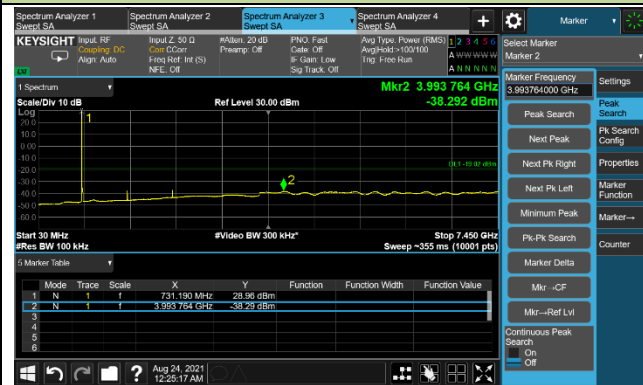 Spectrum Analyzer 1
Swept SA
Spectrum Analyzer 2
Swept SA
Spectrum Analyzer 3
Swept SA
Spectrum Analyzer 4
Swept SA
+
Marker
KEYSIGHT
Input: RF
Coupling: DC
Align: Auto
Input Z: 50 Ω
Corr CCorr
Freq Ref: Int (S)
NFE: Off
#Atten: 20 dB
Preamp: Off
PNO: Fast
Gate: Off
IF Gain: Low
Sig Track: Off
Avg Type: Power (RMS)
Avg|Hold:>100/100
Trig: Free Run
1 2 3 4 5 6
A W W W W W
A N N N N N
LXI
Select Marker
Marker 2
1 Spectrum
Mkr2 3.993 764 GHz
Scale/Div 10 dB
Ref Level 30.00 dBm
-38.292 dBm
Log
20.0
10.0
0.00
-10.0
-20.0
-30.0
-40.0
-50.0
-60.0
1
2
DL1 -19.02 dBm
Start 30 MHz
#Video BW 300 kHz*
Stop 7.450 GHz
#Res BW 100 kHz
Sweep ~355 ms (10001 pts)
5 Marker Table
Mode Trace Scale X Y Function Function Width Function Value
1 N 1 f 731.190 MHz 28.96 dBm
2 N 1 f 3.993 764 GHz -38.29 dBm
3
4
5
6
Marker Frequency
3.993764000 GHz
Peak Search
Next Peak
Next Pk Right
Next Pk Left
Minimum Peak
Pk-Pk Search
Marker Delta
Mkr→CF
Mkr→Ref Lvl
Continuous Peak
Search
On
Off
Settings
Peak
Search
Pk Search
Config
Properties
Marker
Function
Marker→
Counter
?
Aug 24, 2021
12:25:17 AM